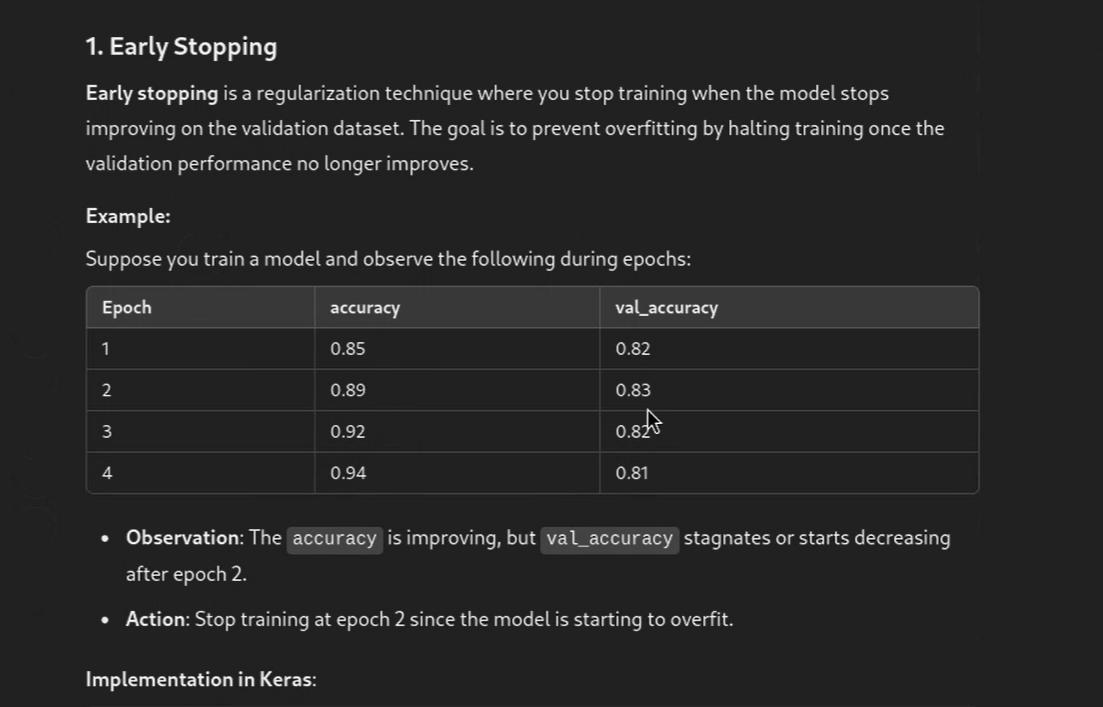 1. Early Stopping
Early stopping is a regularization technique where you stop training when the model stops
improving on the validation dataset. The goal is to prevent overfitting by halting training once the
validation performance no longer improves.
Example:
Suppose you train a model and observe the following during epochs:
Epoch accuracy val_accuracy
1 0.85 0.82
2 0.89 0.83
3 0.92 0.82
4 0.94 0.81
• Observation: The accuracy is improving, but val_accuracy stagnates or starts decreasing
after epoch 2.
• Action: Stop training at epoch 2 since the model is starting to overfit.
Implementation in Keras: